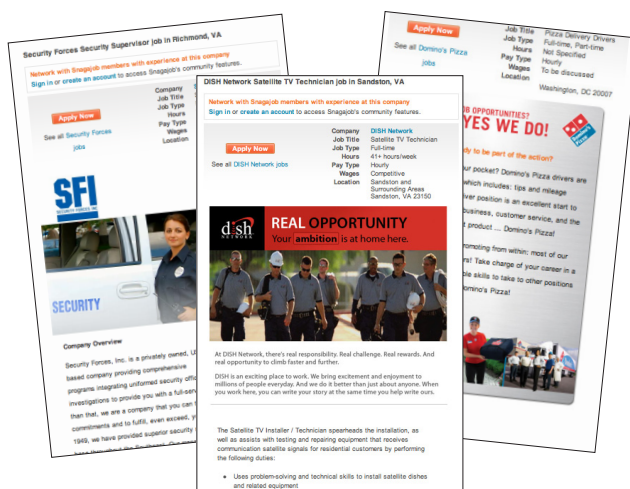 Security Forces Security Supervisor job in Richmond, VA
Network with Snagajob members with experience at this company
Sign in or create an account to access Snagajob's community features.
Apply Now
See all Security Forces
jobs
Company
Job Title
Job Type
Hours
Pay Type
Wages
Location
SFI
SECURITY FORCES INC
SECURITY
Company Overview
Security Forces, Inc. is a privately owned,
based company providing comprehensive
programs integrating uniformed security
investigations to provide you with a
than that, we are a company that you can
commitments and to fulfill, even exceed,
1949, we have provided superior security
DISH Network Satellite TV Technician job in Sandston, VA
Network with Snagajob members with experience at this company
Sign in or create an account to access Snagajob's community features.
Apply Now
See all DISH Network jobs
Company DISH Network
Job Title Satellite TV Technician
Job Type Full-time
Hours 41+ hours/week
Pay Type Hourly
Wages Competitive
Location Sandston and
Surrounding Areas
Sandston, VA 23150
dish
NETWORK
REAL OPPORTUNITY
Your ambition is at home here.
At DISH Network, there's real responsibility. Real challenge. Real rewards. And
real opportunity to climb faster and further.
DISH is an exciting place to work. We bring excitement and enjoyment to
millions of people everyday. And we do it better than just about anyone. When
you work here, you can write your story at the same time you help write ours.
The Satellite TV Installer / Technician spearheads the installation, as
well as assists with testing and repairing equipment that receives
communication satellite signals for residential customers by performing
the following duties:
• Uses problem-solving and technical skills to install satellite dishes
and related equipment
Apply Now
See all Domino's Pizza
jobs
Job Title Pizza Delivery Drivers
Job Type Full-time, Part-time
Hours Not Specified
Pay Type Hourly
Wages To be discussed
Location
Washington, DC 20007
JOB OPPORTUNITIES?
YES WE DO!
to be part of the action?
pocket? Domino's Pizza drivers are
which includes: tips and mileage
position is an excellent start to
business, customer service, and the
product ... Domino's Pizza!
promoting from within: most of our
Take charge of your career in a
skills to take to other positions
Domino's Pizza!